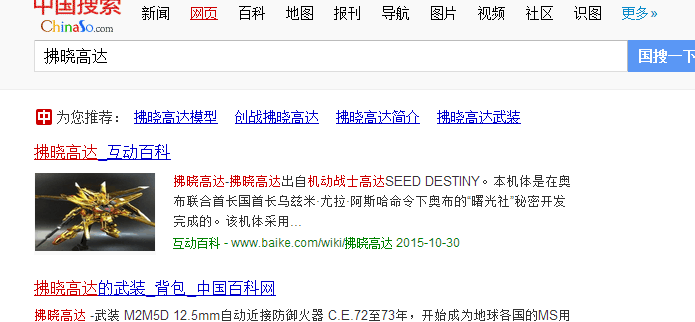 中国搜索
ChinaSo.com
新闻 网页 百科 地图 报刊 导航 图片 视频 社区 识图 更多»
拂晓高达
国搜一下
中 为您推荐： 拂晓高达模型 创战拂晓高达 拂晓高达简介 拂晓高达武装
拂晓高达_互动百科
拂晓高达-拂晓高达出自机动战士高达SEED DESTINY。本机体是在奥
布联合首长国首长乌兹米·尤拉·阿斯哈命令下奥布的“曙光社”秘密开发
完成的。该机体采用...
互动百科 - www.baike.com/wiki/拂晓高达 2015-10-30
拂晓高达的武装_背包_中国百科网
拂晓高达 -武装 M2M5D 12.5mm自动近接防御火器 C.E.72至73年，开始成为地球各国的MS用